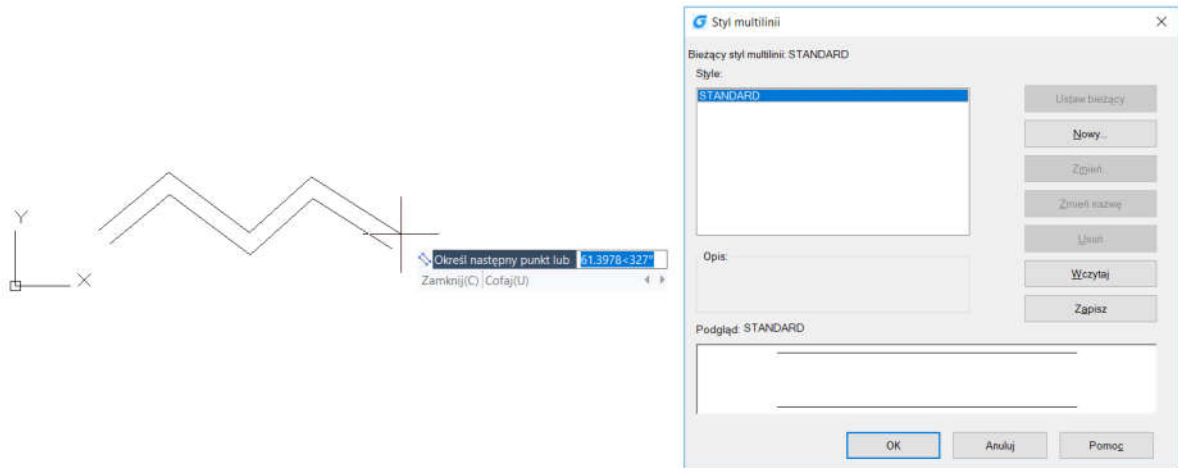 Y
X
Określ następny punkt lub 61.3978<327°
Zamknij(C) Cofaj(U)
Styl multilinii
Bieżący styl multilinii: STANDARD
Style:
STANDARD
Ustaw bieżący
Nowy...
Zmień
Zmień nazwę
Usuń
Wczytaj
Zapisz
Opis:
Podgląd: STANDARD
OK
Anuluj
Pomoc